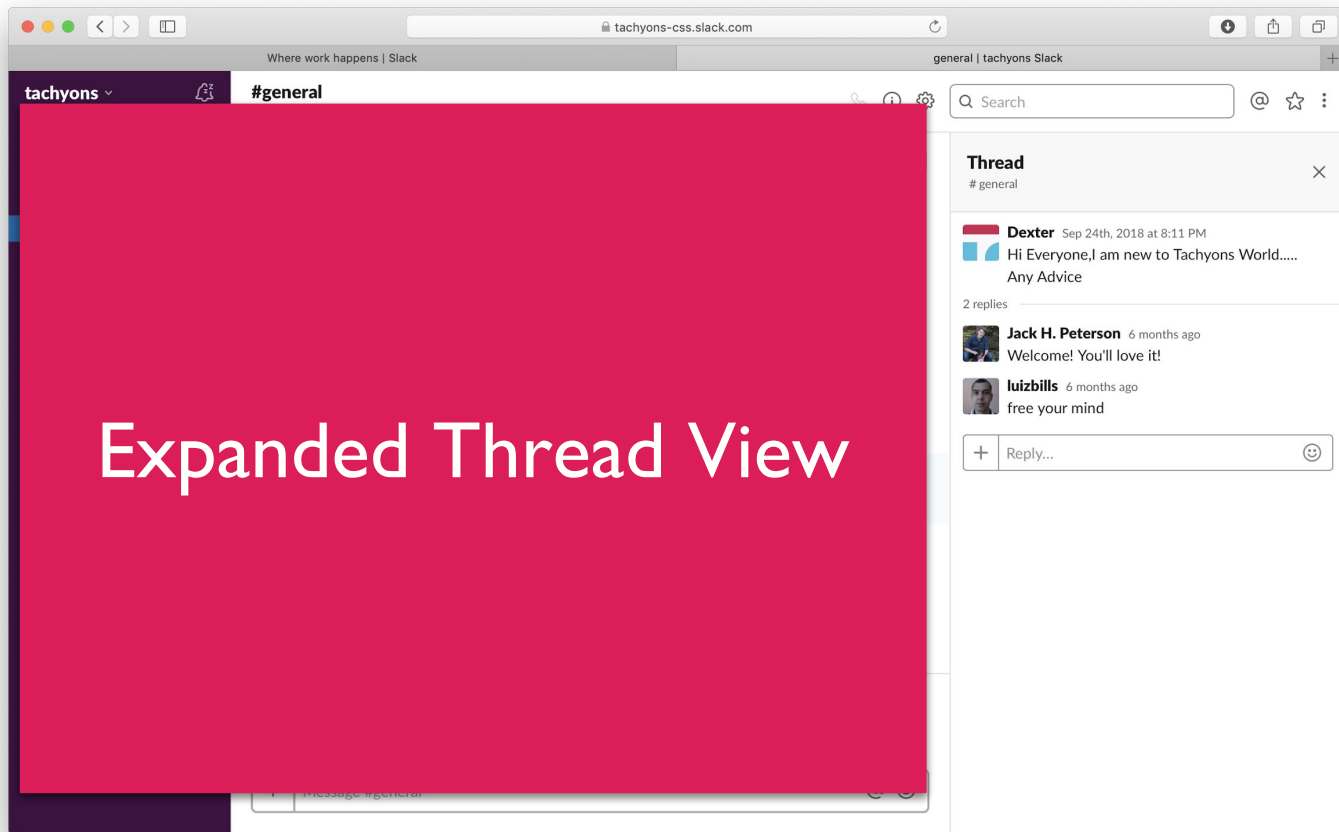 tachyons-css.slack.com
Where work happens | Slack
general | tachyons Slack
tachyons
#general
Search
Expanded Thread View
Message #general
Thread
# general
Dexter Sep 24th, 2018 at 8:11 PM
Hi Everyone,I am new to Tachyons World.....
Any Advice
2 replies
Jack H. Peterson 6 months ago
Welcome! You'll love it!
luizbills 6 months ago
free your mind
Reply...